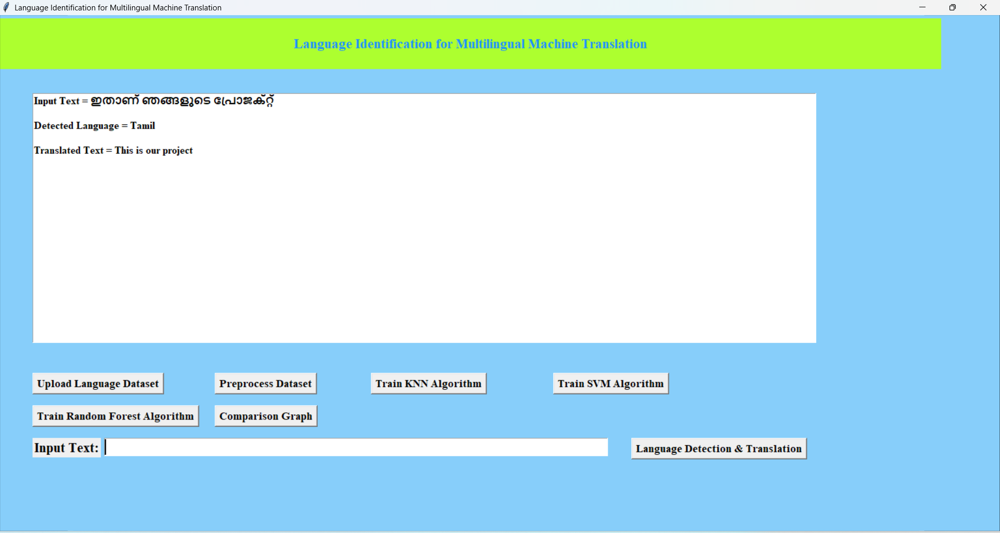 Language Identification for Multilingual Machine Translation
Language Identification for Multilingual Machine Translation
Input Text = ഇതാണ് ഞങ്ങളുടെ പ്രോജക്റ്റ്
Detected Language = Tamil
Translated Text = This is our project
Upload Language Dataset
Preprocess Dataset
Train KNN Algorithm
Train SVM Algorithm
Train Random Forest Algorithm
Comparison Graph
Input Text:
Language Detection & Translation